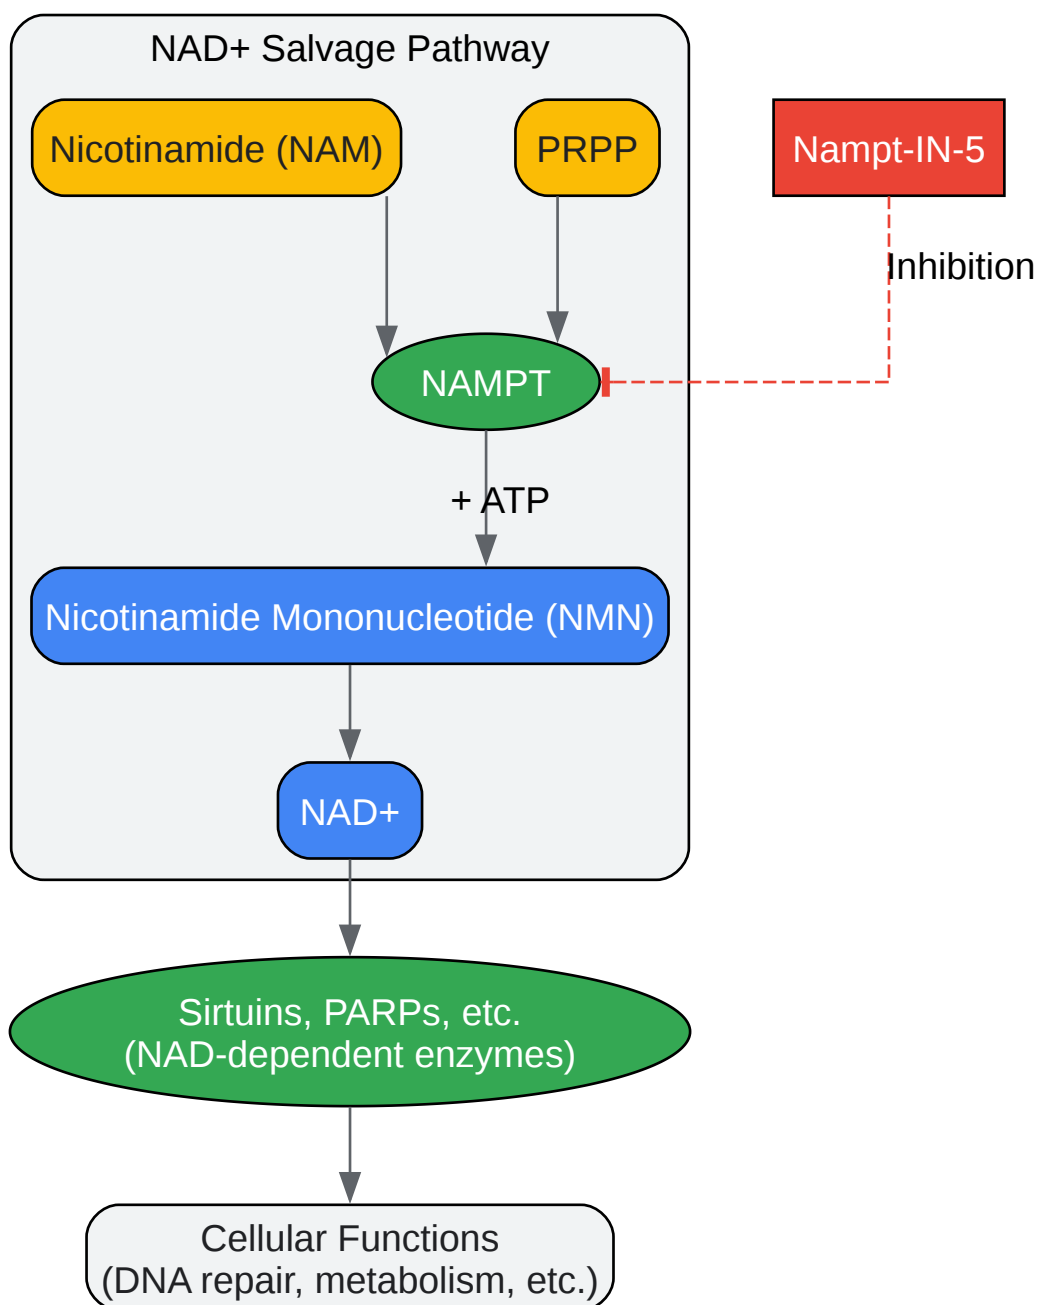 NAD+ Salvage Pathway
Nicotinamide (NAM)
PRPP
Nampt-IN-5
Inhibition
NAMPT
+ ATP
Nicotinamide Mononucleotide (NMN)
NAD+
Sirtuins, PARPs, etc.
(NAD-dependent enzymes)
Cellular Functions
(DNA repair, metabolism, etc.)